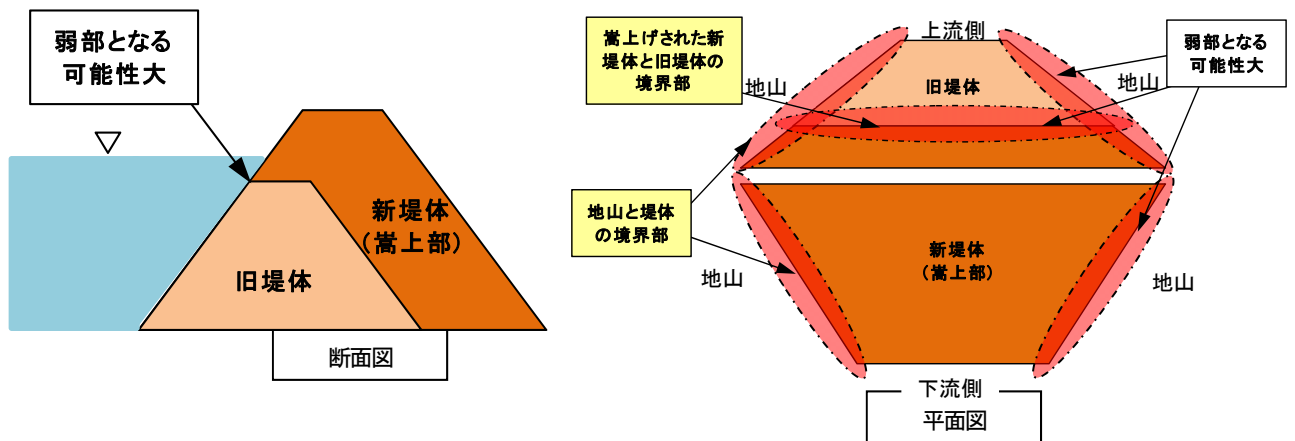 弱部となる
可能性大
新堤体
（嵩上部）
旧堤体
断面図
嵩上げされた新
堤体と旧堤体の
境界部
上流側
弱部となる
可能性大
地山
地山
旧堤体
地山と堤体
の境界部
新堤体
（嵩上部）
地山
地山
下流側
平面図